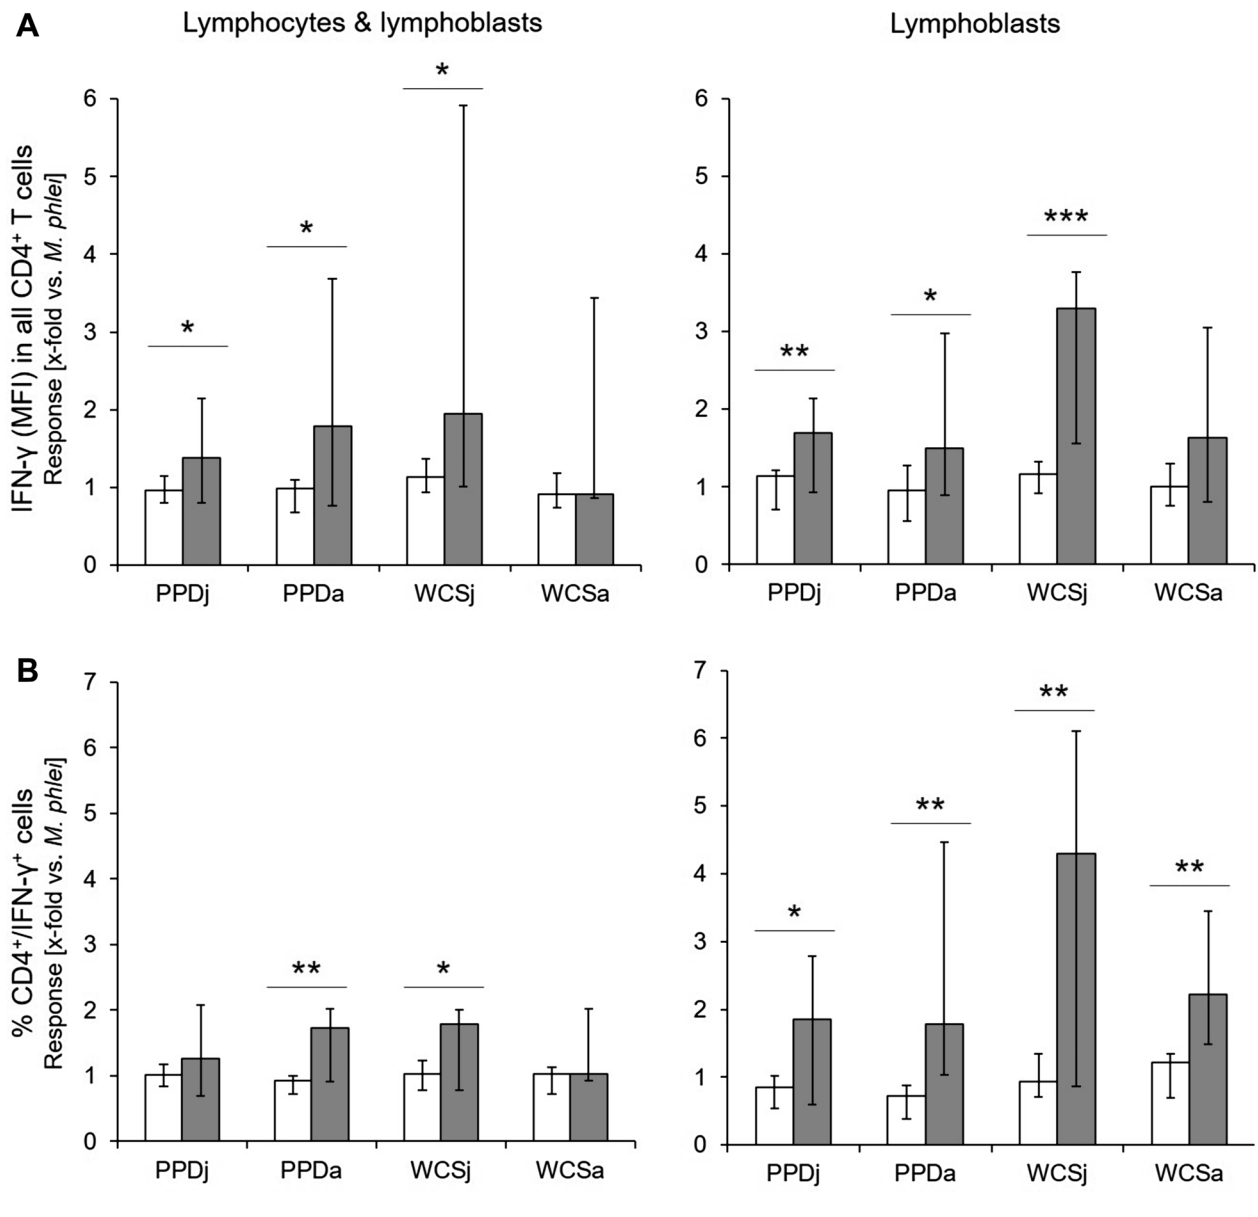 A
Lymphocytes & lymphoblasts
Lymphoblasts
IFN-γ (MFI) in all CD4⁺ T cells
Response [x-fold vs. M. phlei]
6
5
4
3
2
1
0
*
*
*
PPDj
PPDa
WCSj
WCSa
6
5
4
3
2
1
0
**
*
***
PPDj
PPDa
WCSj
WCSa
B
% CD4⁺/IFN-γ⁺ cells
Response [x-fold vs. M. phlei]
7
6
5
4
3
2
1
0
**
*
PPDj
PPDa
WCSj
WCSa
7
6
5
4
3
2
1
0
*
**
**
**
PPDj
PPDa
WCSj
WCSa